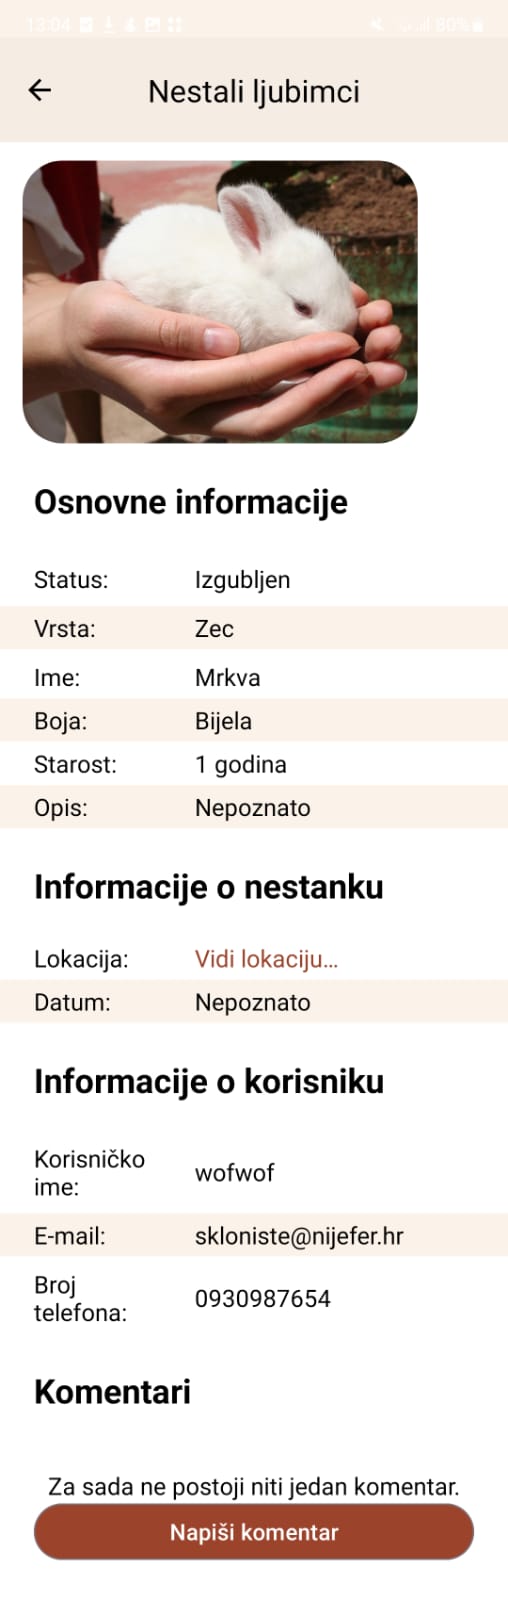 13:04 80%
Nestali ljubimci
Osnovne informacije
Status: Izgubljen
Vrsta: Zec
Ime: Mrkva
Boja: Bijela
Starost: 1 godina
Opis: Nepoznato
Informacije o nestanku
Lokacija: Vidi lokaciju...
Datum: Nepoznato
Informacije o korisniku
Korisničko
ime: wofwof
E-mail: skloniste@nijefer.hr
Broj
telefona: 0930987654
Komentari
Za sada ne postoji niti jedan komentar.
Napiši komentar